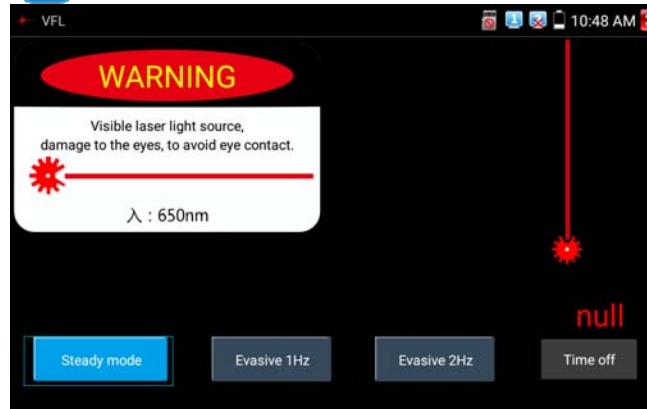 VFL
10:48 AM
WARNING
Visible laser light source,
damage to the eyes, to avoid eye contact.
入 : 650nm
null
Steady mode
Evasive 1Hz
Evasive 2Hz
Time off